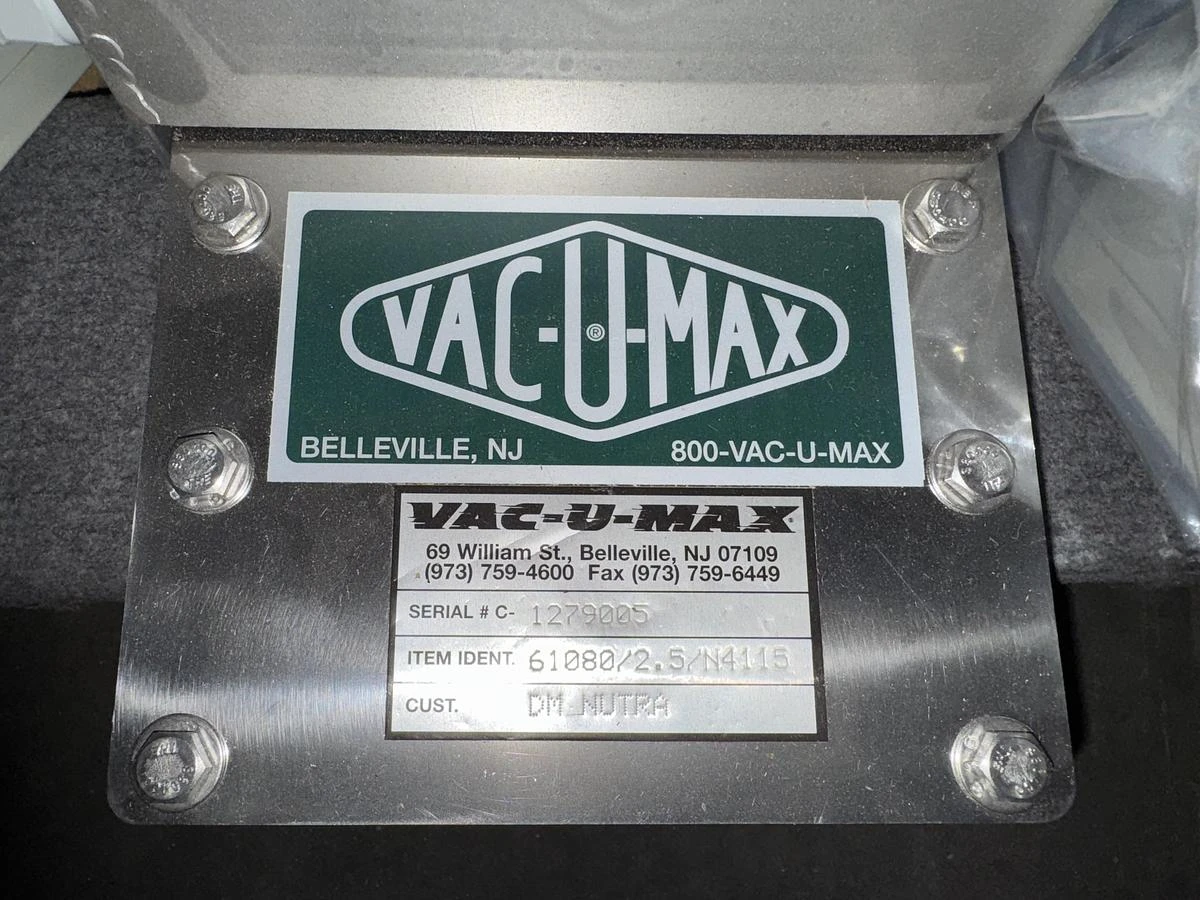 VAC-U-MAX ®
BELLEVILLE, NJ 800-VAC-U-MAX
VAC-U-MAX
69 William St., Belleville, NJ 07109
(973) 759-4600 Fax (973) 759-6449
SERIAL # C- 1279005
ITEM IDENT. 61080/2.5/N4115
CUST. DM NUTRA